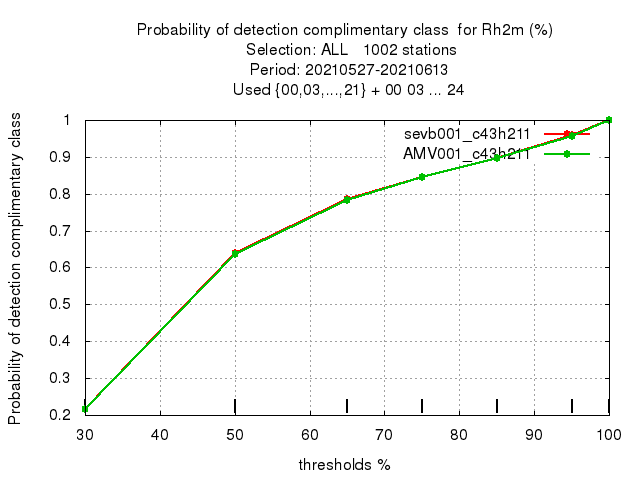 Probability of detection complimentary class  for Rh2m (%)
Selection: ALL   1002 stations
Period: 20210527-20210613
Used {00,03,...,21} + 00 03 ... 24
Probability of detection complimentary class
1
0.9
0.8
0.7
0.6
0.5
0.4
0.3
0.2
sevb001_c43h211
AMV001_c43h211
30 40 50 60 70 80 90 100
thresholds %